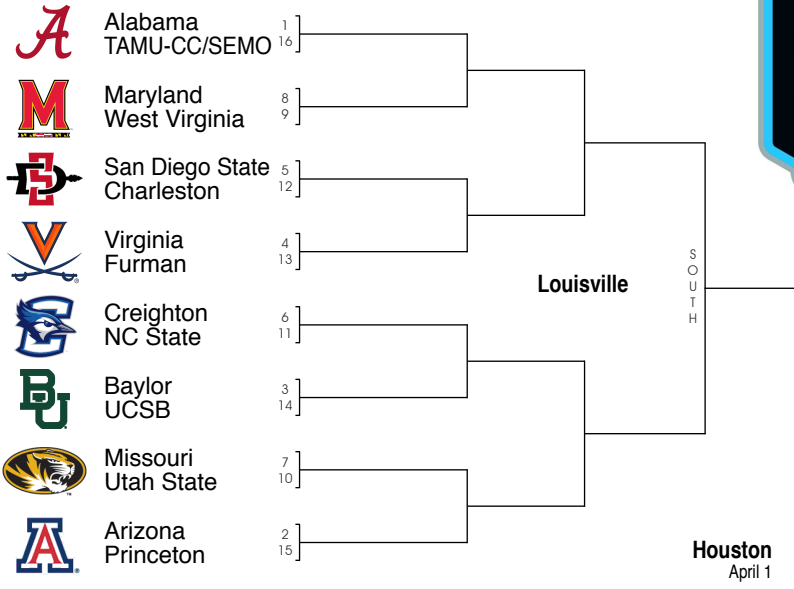 Alabama 1
TAMU-CC/SEMO 16
Maryland 8
West Virginia 9
San Diego State 5
Charleston 12
Virginia 4
Furman 13
Creighton 6
NC State 11
Baylor 3
UCSB 14
Missouri 7
Utah State 10
Arizona 2
Princeton 15
Louisville
SOUTH
Houston
April 1